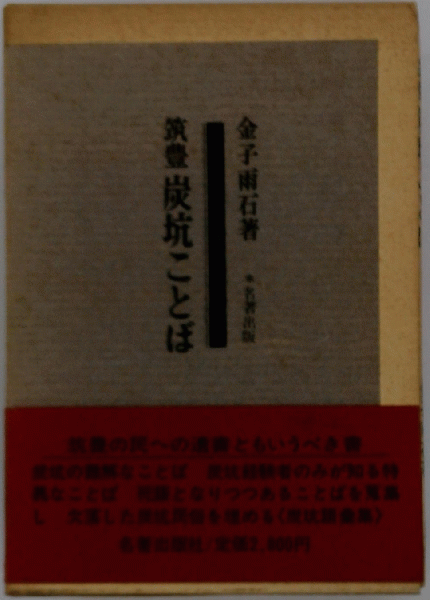 金子雨石著
名著出版
筑豊 炭坑ことば
筑豊の民への遺書ともいうべき書
炭坑の難解なことば 炭坑経験者のみが知る特
異なことば 死語となりつつあることばを蒐集
し 欠落した炭坑民俗を埋める〈炭坑語彙集〉
名著出版社/定価2,800円